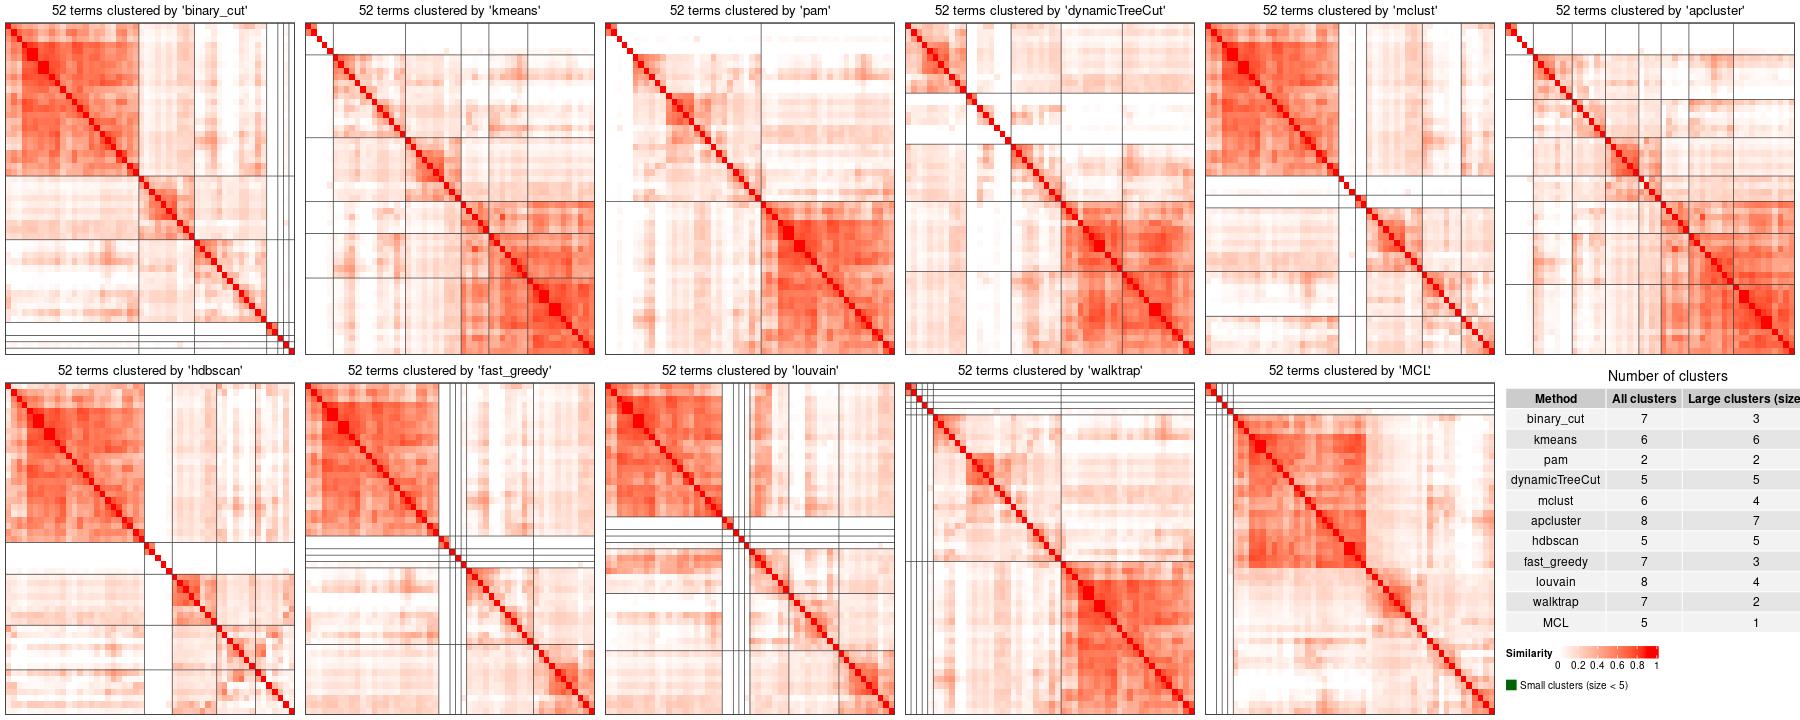 52 terms clustered by 'binary_cut'
52 terms clustered by 'kmeans'
52 terms clustered by 'pam'
52 terms clustered by 'dynamicTreeCut'
52 terms clustered by 'mclust'
52 terms clustered by 'apcluster'
52 terms clustered by 'hdbscan'
52 terms clustered by 'fast_greedy'
52 terms clustered by 'louvain'
52 terms clustered by 'walktrap'
52 terms clustered by 'MCL'
Number of clusters
Method All clusters Large clusters (size
binary_cut 7 3
kmeans 6 6
pam 2 2
dynamicTreeCut 5 5
mclust 6 4
apcluster 8 7
hdbscan 5 5
fast_greedy 7 3
louvain 8 4
walktrap 7 2
MCL 5 1
Similarity
0 0.2 0.4 0.6 0.8 1
Small clusters (size < 5)